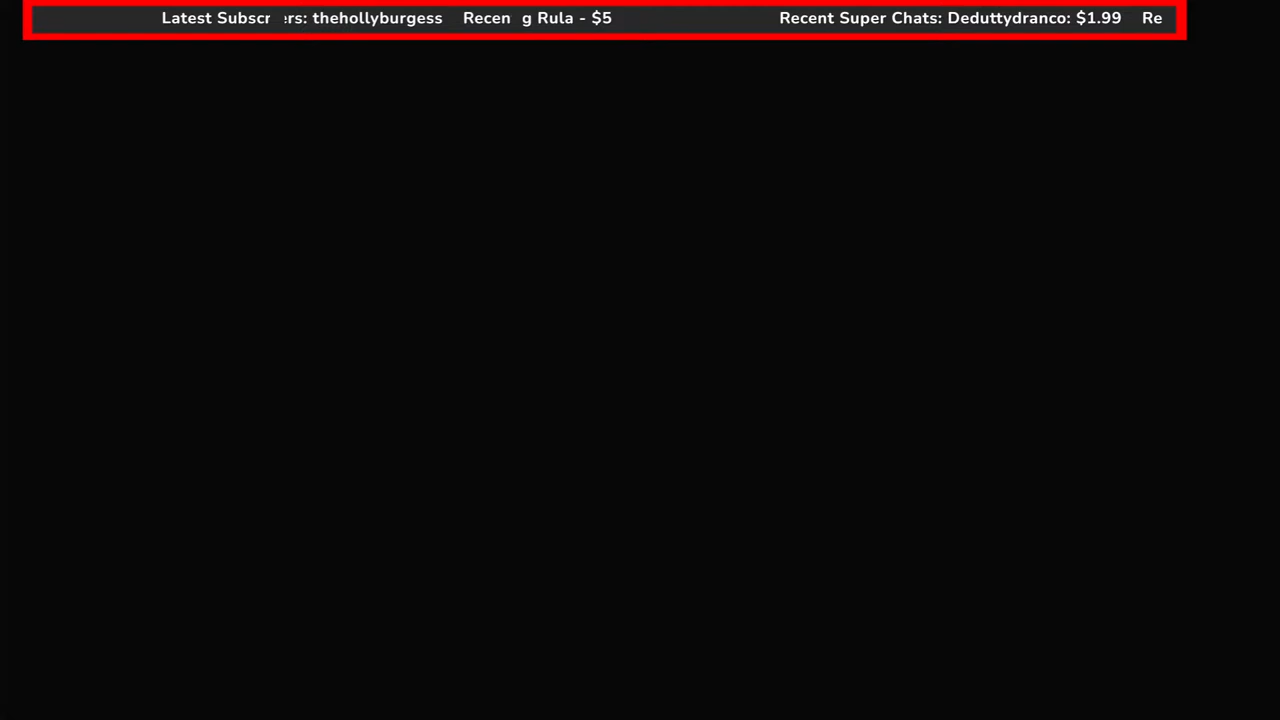 Latest Subscr ers: thehollyburgess Recen g Rula - $5 Recent Super Chats: Deduttydranco: $1.99 Re